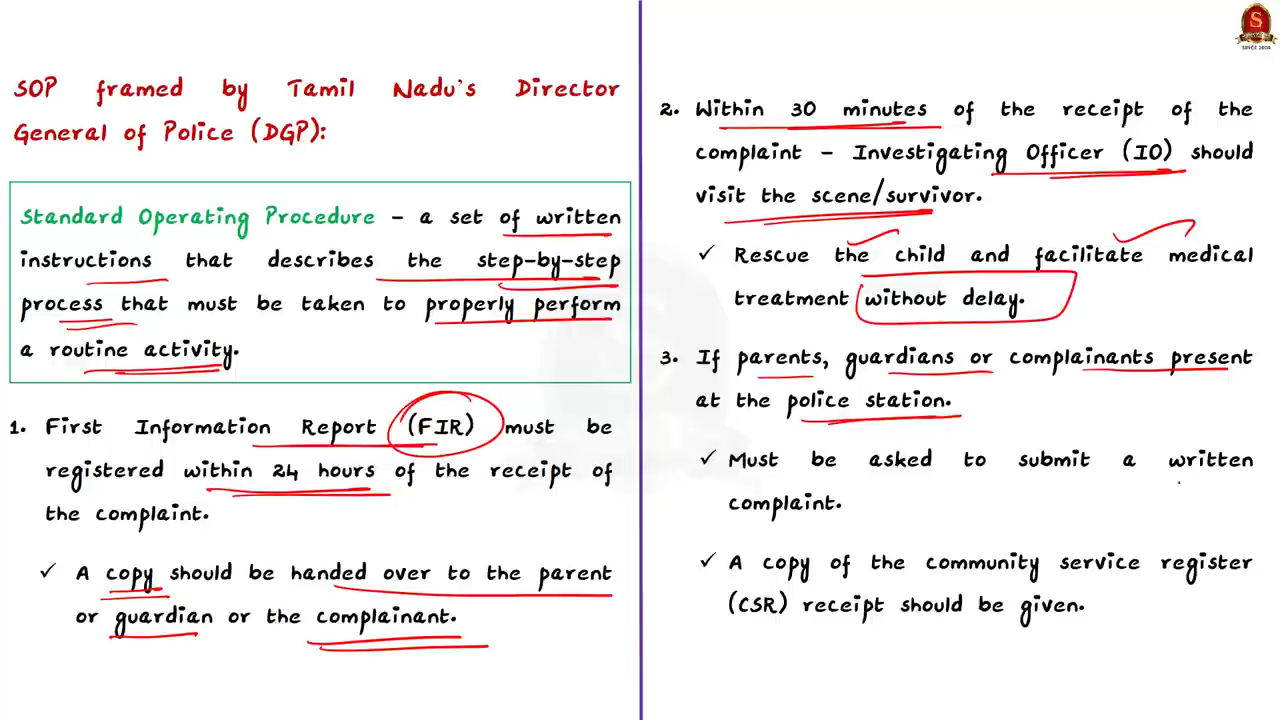 SOP framed by Tamil Nadu's Director
General of Police (DGP):
Standard Operating Procedure - a set of written
instructions that describes the step-by-step
process that must be taken to properly perform
a routine activity.
1. First Information Report (FIR) must be
registered within 24 hours of the receipt of
the complaint.
✓ A copy should be handed over to the parent
or guardian or the complainant.
2. Within 30 minutes of the receipt of the
complaint - Investigating Officer (IO) should
visit the scene/survivor.
✓ Rescue the child and facilitate medical
treatment without delay.
3. If parents, guardians or complainants present
at the police station.
✓ Must be asked to submit a written
complaint.
✓ A copy of the community service register
(CSR) receipt should be given.
S
SINCE 2004